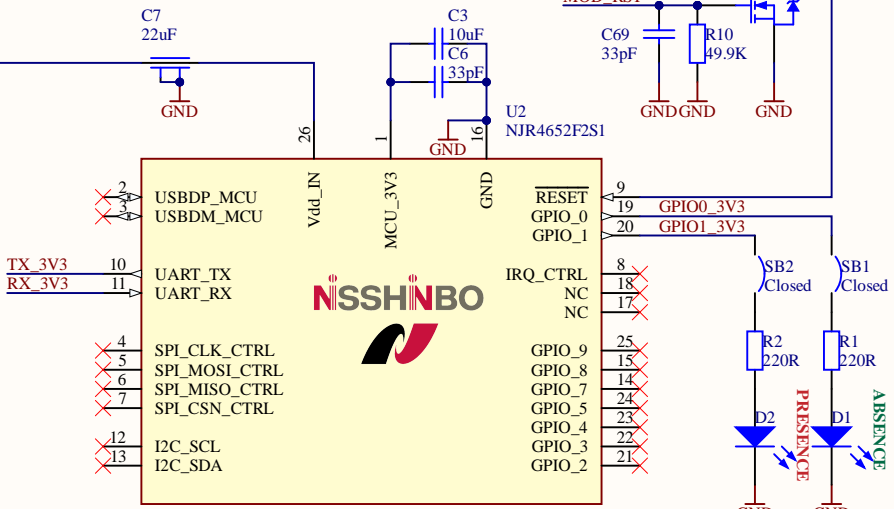 MOD_RST
C7
22uF
C3
10uF
C6
33pF
C69
33pF
R10
49.9K
GND
GND
GND
GND
GND
U2
NJR4652F2S1
26
1
16
Vdd_IN
MCU_3V3
GND
2
USBDP_MCU
3
USBDM_MCU
RESET
9
GPIO_0
19
GPIO0_3V3
GPIO_1
20
GPIO1_3V3
TX_3V3
10
UART_TX
RX_3V3
11
UART_RX
IRQ_CTRL
8
NC
18
NC
17
SB2
Closed
SB1
Closed
NISSHINBO
4
SPI_CLK_CTRL
5
SPI_MOSI_CTRL
6
SPI_MISO_CTRL
7
SPI_CSN_CTRL
12
I2C_SCL
13
I2C_SDA
GPIO_9
25
GPIO_8
15
GPIO_7
14
GPIO_5
24
GPIO_4
23
GPIO_3
22
GPIO_2
21
R2
220R
R1
220R
D2
PRESENCE
D1
ABSENCE
GND
GND